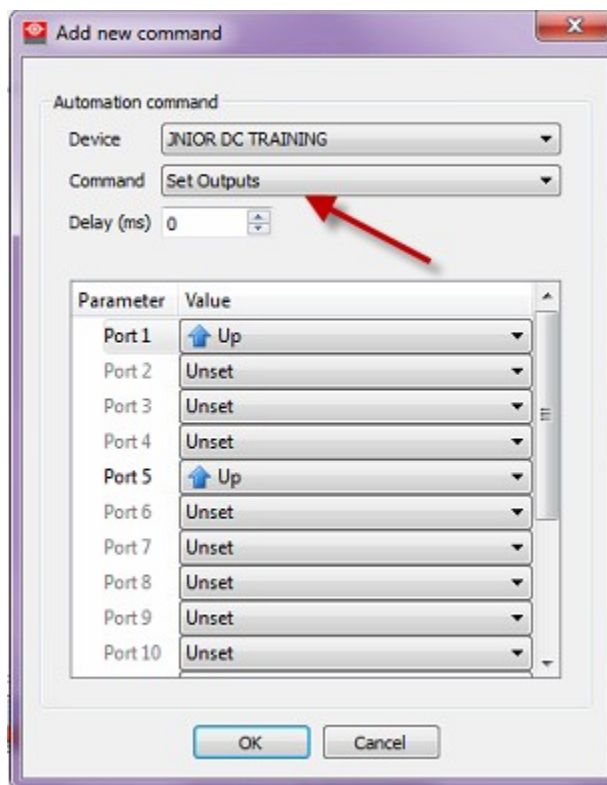 Add new command
Automation command
Device JNIOR DC TRAINING
Command Set Outputs
Delay (ms) 0
Parameter Value
Port 1 Up
Port 2 Unset
Port 3 Unset
Port 4 Unset
Port 5 Up
Port 6 Unset
Port 7 Unset
Port 8 Unset
Port 9 Unset
Port 10 Unset
OK Cancel